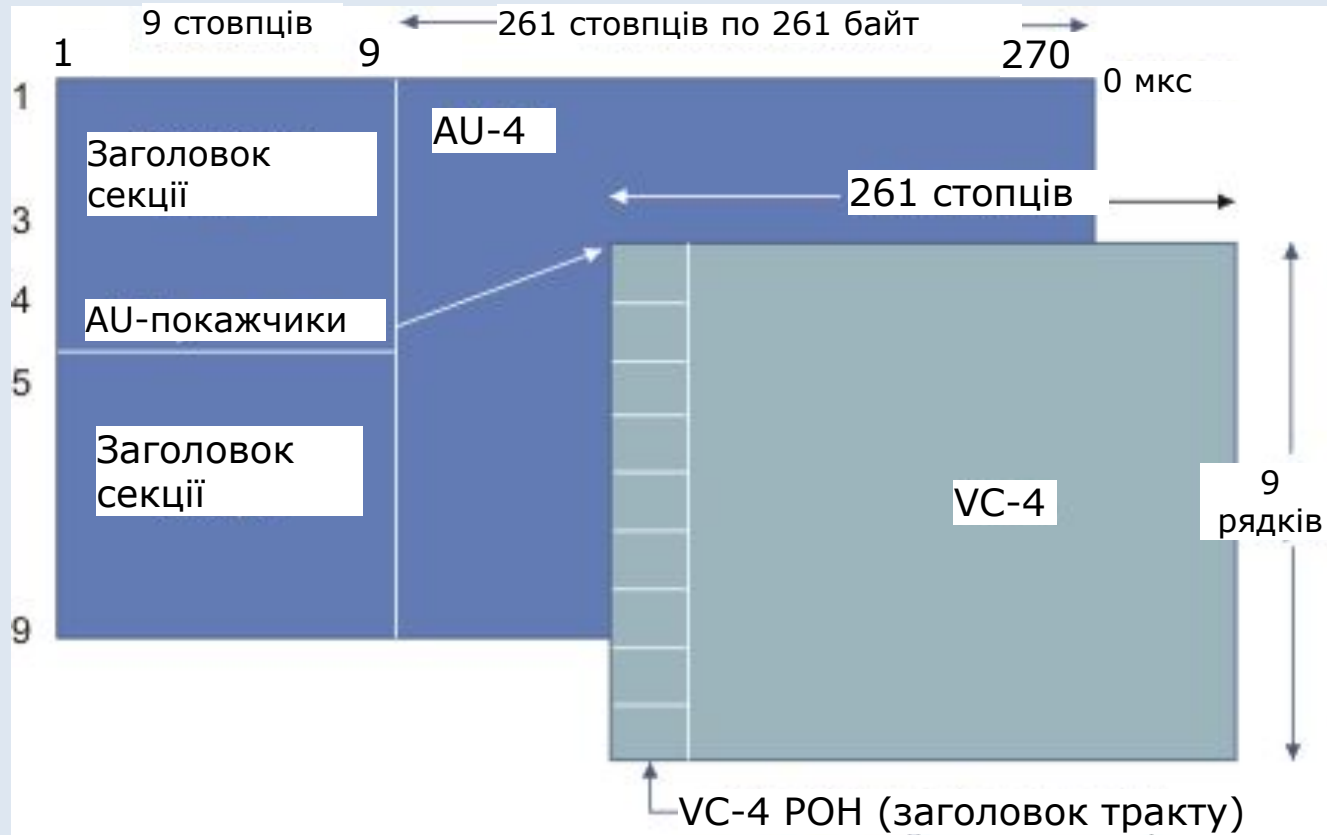 9 стовпців
261 стовпців по 261 байт
1
9
270
0 мкс
1
Заголовок
секції
AU-4
3
261 стопців
4
AU-покажчики
5
Заголовок
секції
VC-4
9
рядків
9
VC-4 POH (заголовок тракту)